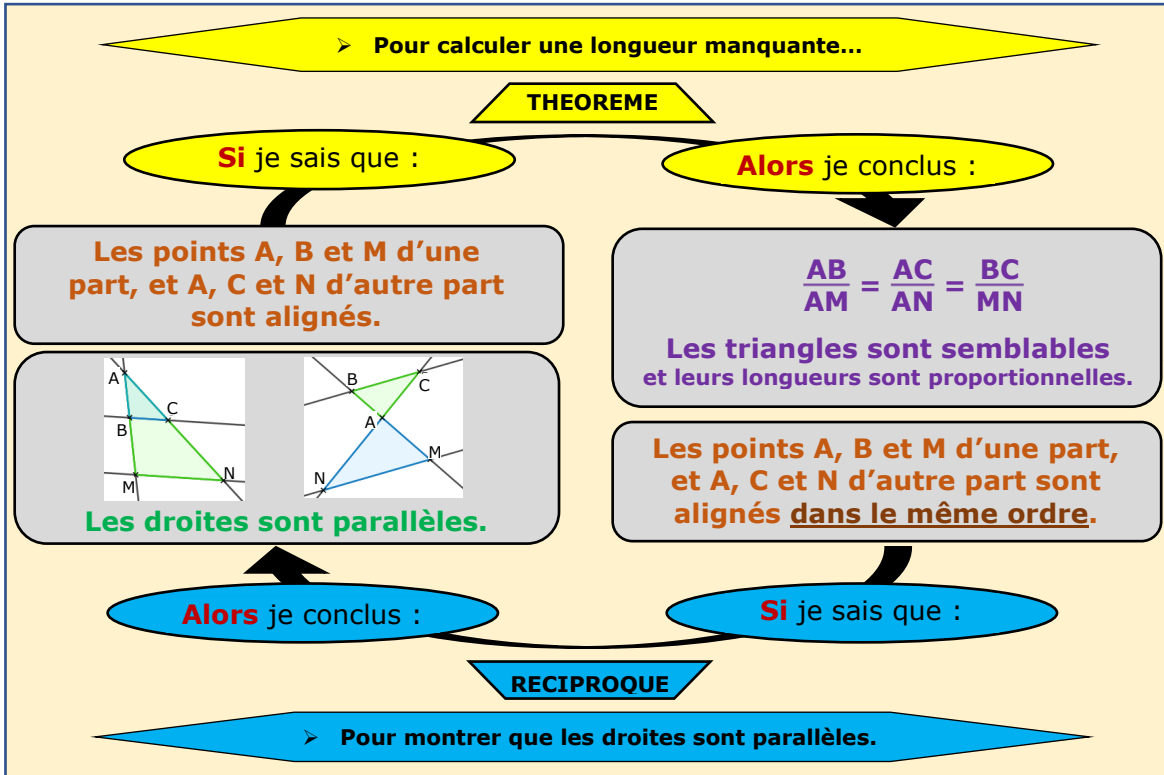 ➢ Pour calculer une longueur manquante...
THEOREME
Si je sais que :
Alors je conclus :
Les points A, B et M d'une
part, et A, C et N d'autre part
sont alignés.
A
B
C
M
N
B
C
A
M
N
Les droites sont parallèles.
AB/AM = AC/AN = BC/MN
Les triangles sont semblables
et leurs longueurs sont proportionnelles.
Les points A, B et M d'une part,
et A, C et N d'autre part sont
alignés dans le même ordre.
Alors je conclus :
Si je sais que :
RECIPROQUE
➢ Pour montrer que les droites sont parallèles.